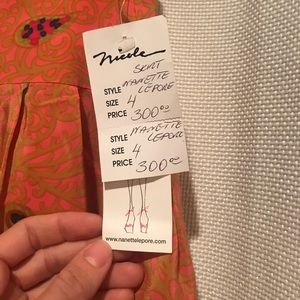 Nicole
SKIRT
STYLE NANETTE
LEPORE
SIZE 4
PRICE 300.00
STYLE NANETTE
LEPORE
SIZE 4
PRICE 300.00
www.nanettelepore.com